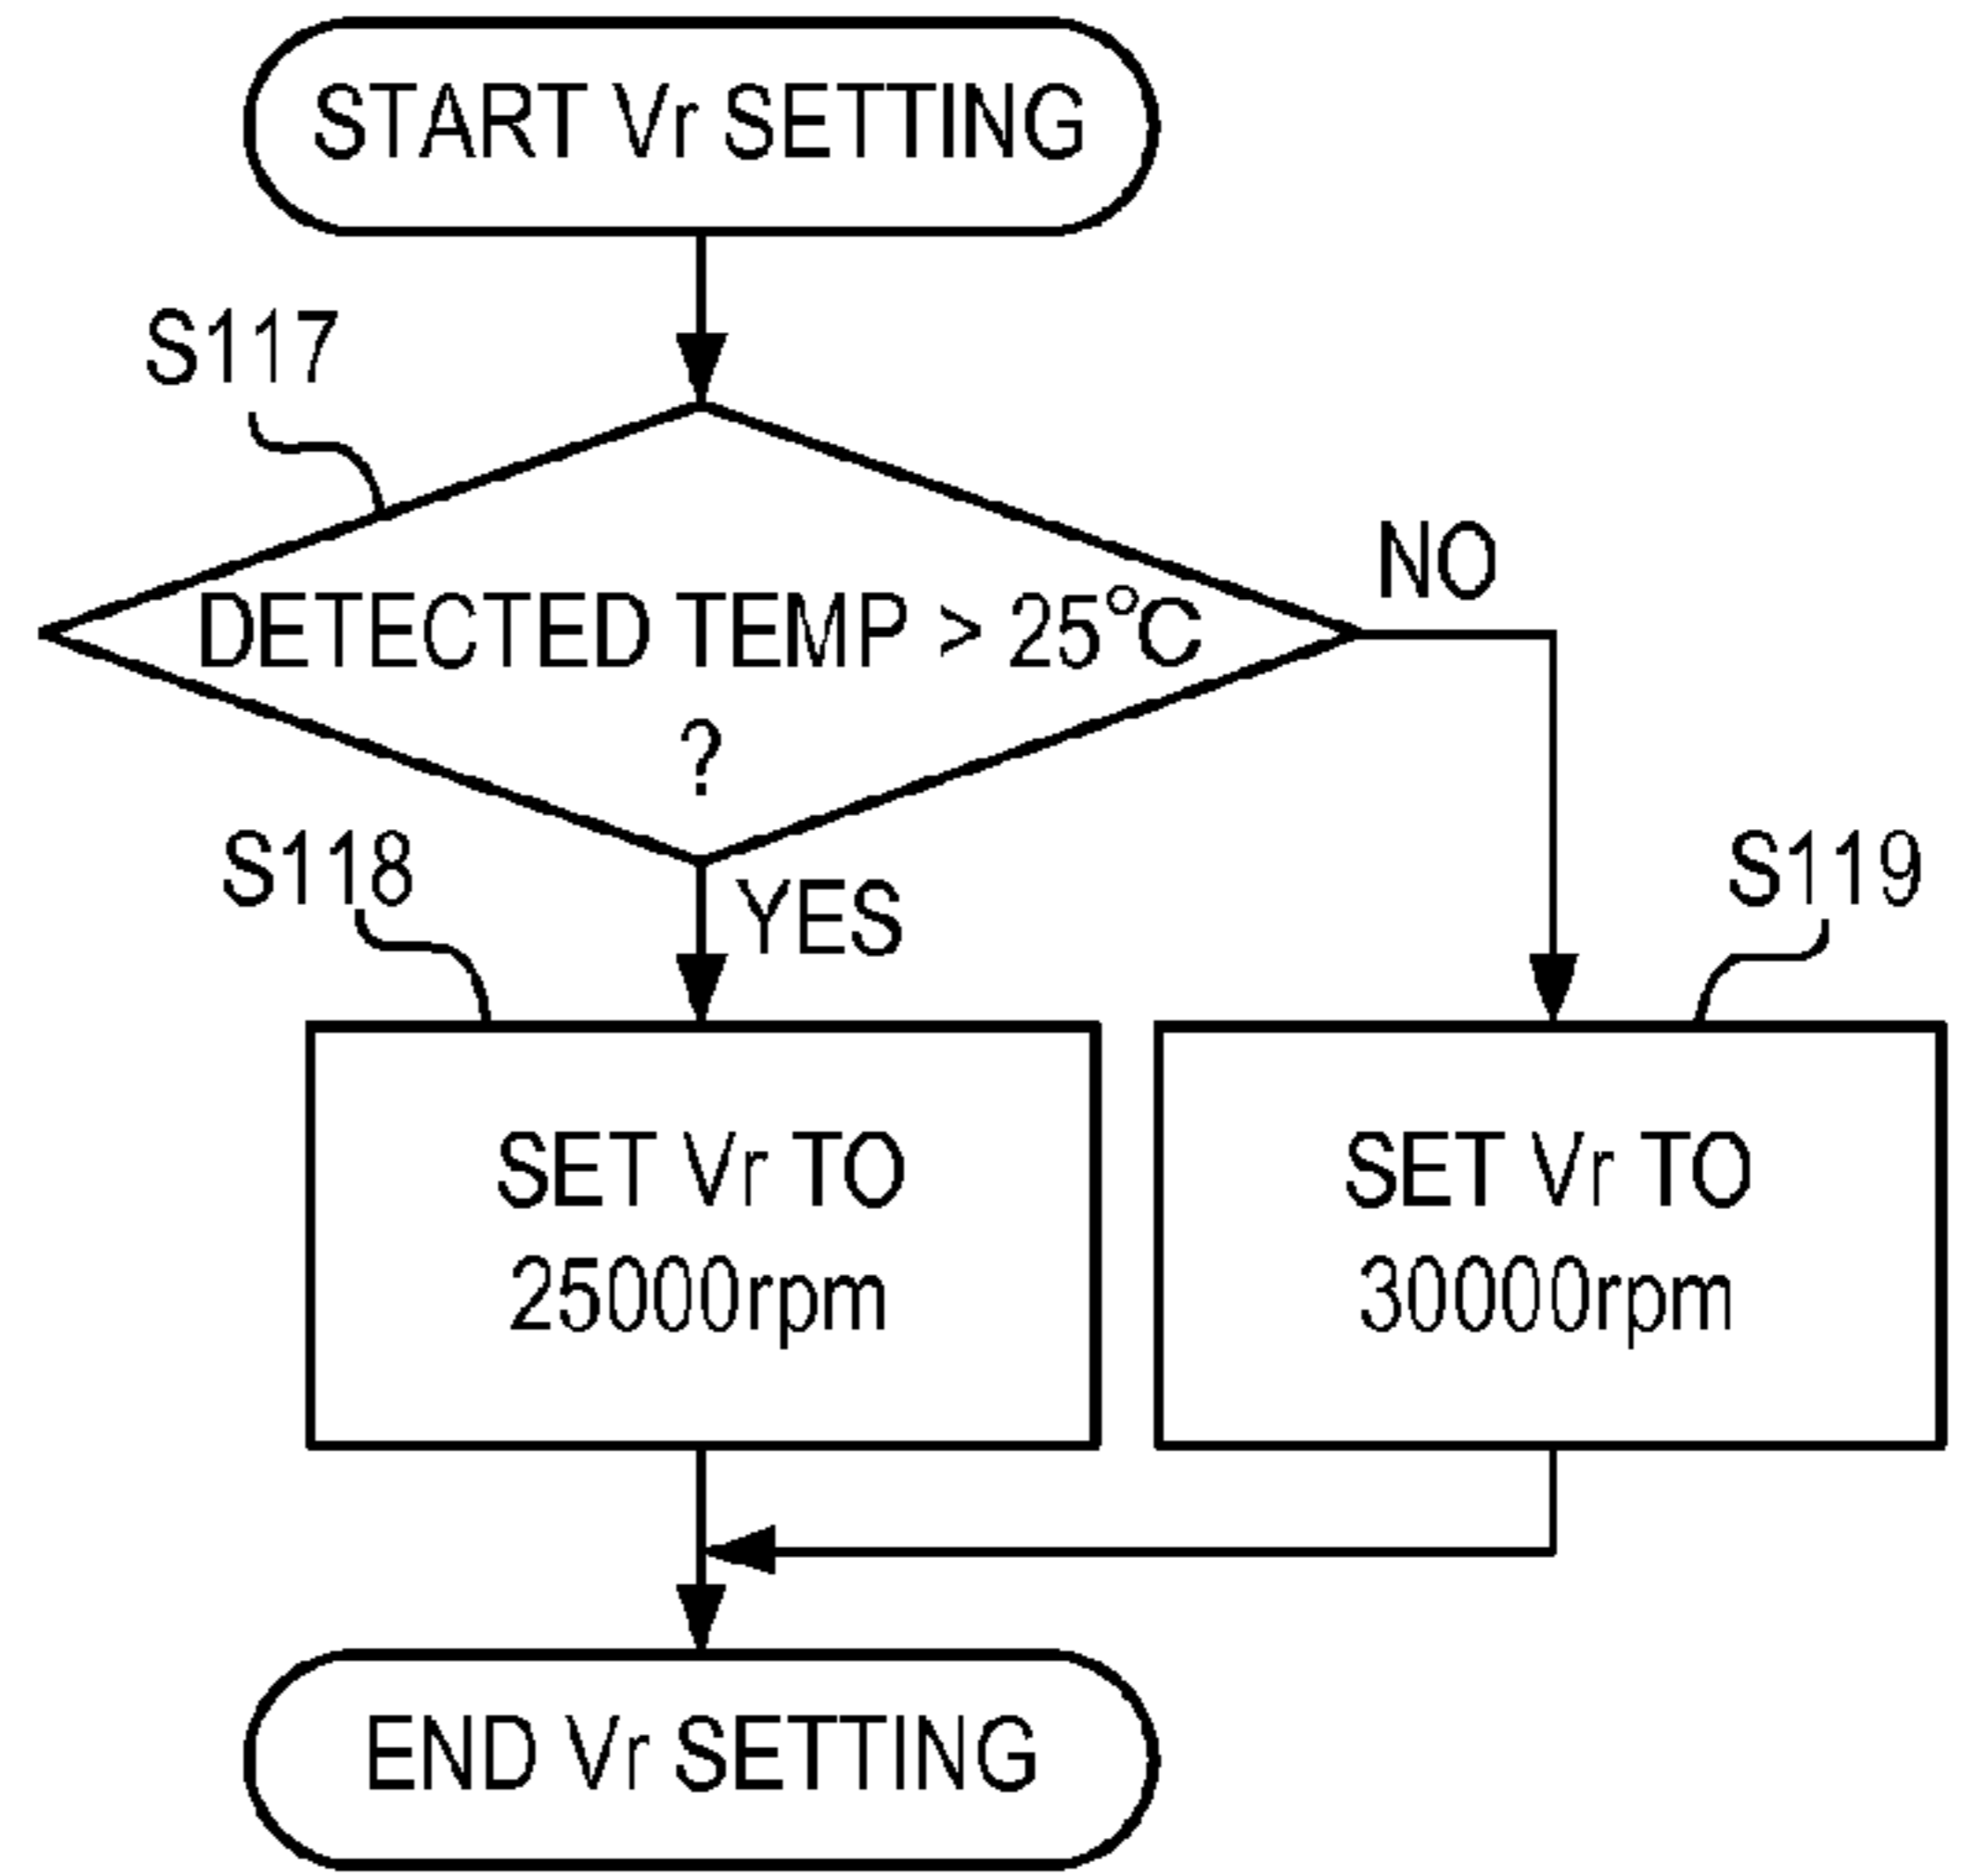 START Vr SETTING
S117
DETECTED TEMP > 25°C
?
NO
YES
S118
S119
SET Vr TO
25000rpm
SET Vr TO
30000rpm
END Vr SETTING